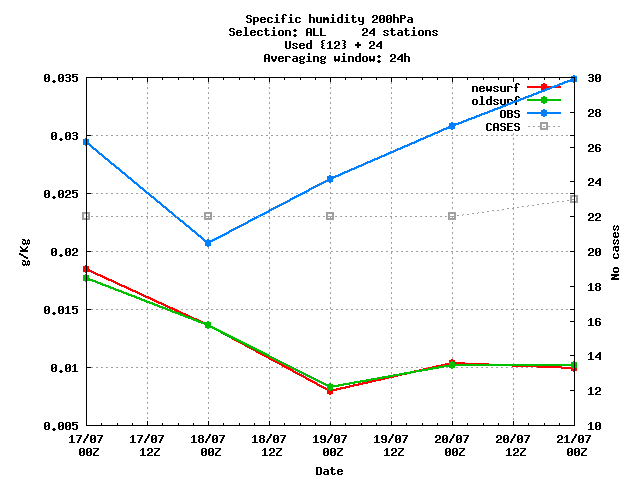 Specific humidity 200hPa
Selection: ALL     24 stations
Used {12} + 24
Averaging window: 24h
0.035
0.03
0.025
0.02
0.015
0.01
0.005
g/Kg
30
28
26
24
22
20
18
16
14
12
10
No cases
newsurf
oldsurf
OBS
CASES
17/07 17/07 18/07 18/07 19/07 19/07 20/07 20/07 21/07
00Z 12Z 00Z 12Z 00Z 12Z 00Z 12Z 00Z
Date